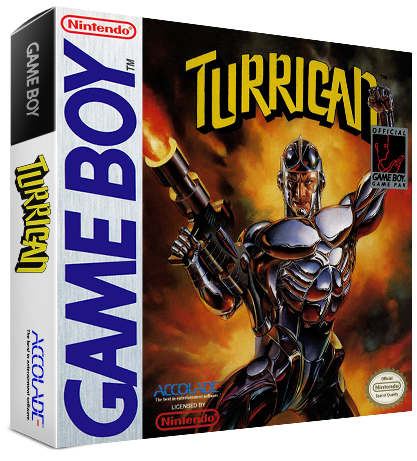 GAME BOY
TURRICAN
ACCOLADE
The best in entertainment software.
Nintendo
GAME BOY
TM
TURRICAN
TM
OFFICIAL
GAME BOY
GAME PAK
ACCOLADE
The best in entertainment software.
LICENSED BY
Nintendo
Official
Nintendo
Seal of Quality